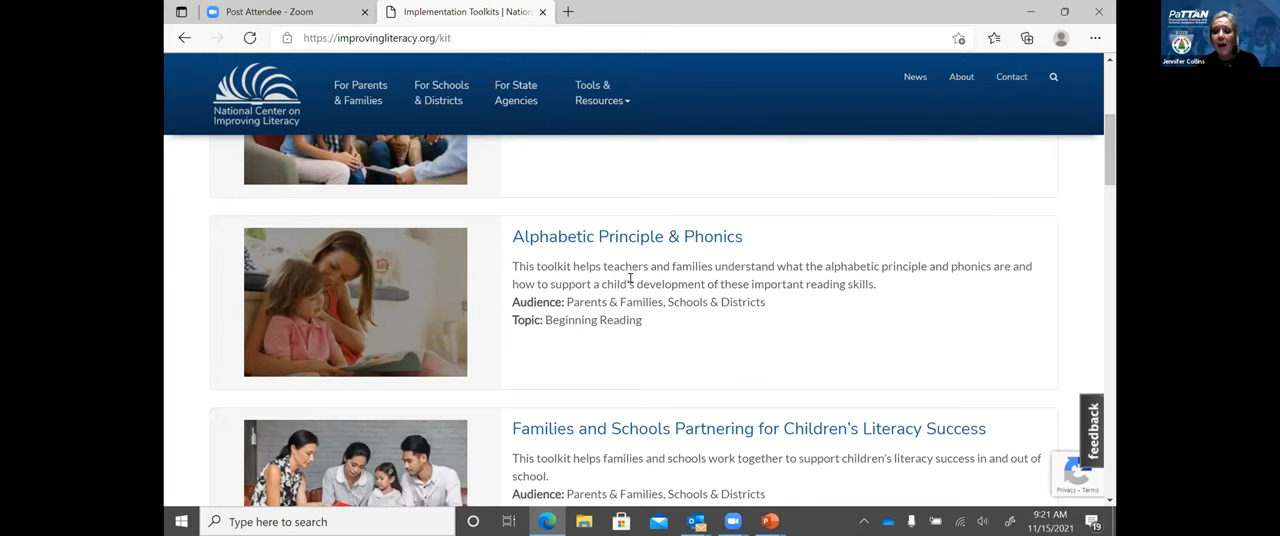 Post Attendee - Zoom
Implementation Toolkits | Nation
https://improvingliteracy.org/kit
PaTTAN
Jennifer Collins
National Center on
Improving Literacy
For Parents
& Families
For Schools
& Districts
For State
Agencies
Tools &
Resources
News
About
Contact
Alphabetic Principle & Phonics
This toolkit helps teachers and families understand what the alphabetic principle and phonics are and
how to support a child's development of these important reading skills.
Audience: Parents & Families, Schools & Districts
Topic: Beginning Reading
Families and Schools Partnering for Children's Literacy Success
This toolkit helps families and schools work together to support children's literacy success in and out of
school.
Audience: Parents & Families, Schools & Districts
feedback
Privacy - Terms
Type here to search
9:21 AM
11/15/2021
19